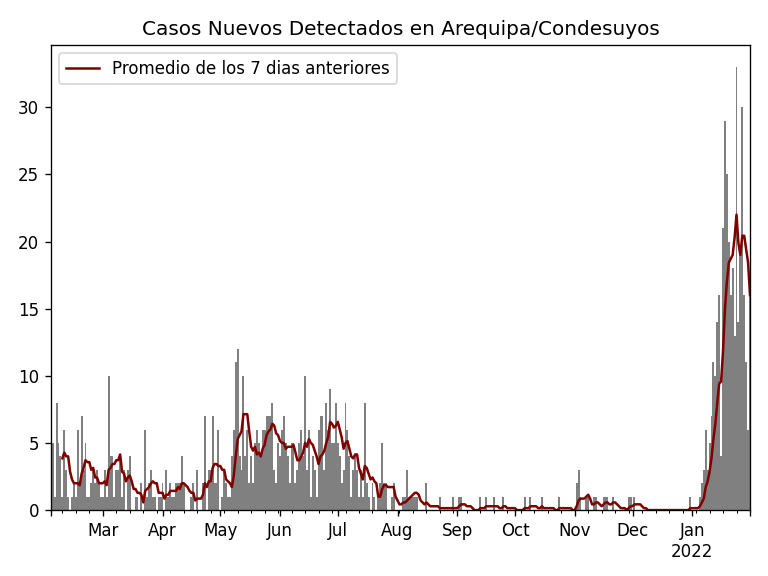 Casos Nuevos Detectados en Arequipa/Condesuyos
Promedio de los 7 dias anteriores
30
25
20
15
10
5
0
Mar Apr May Jun Jul Aug Sep Oct Nov Dec Jan
2022